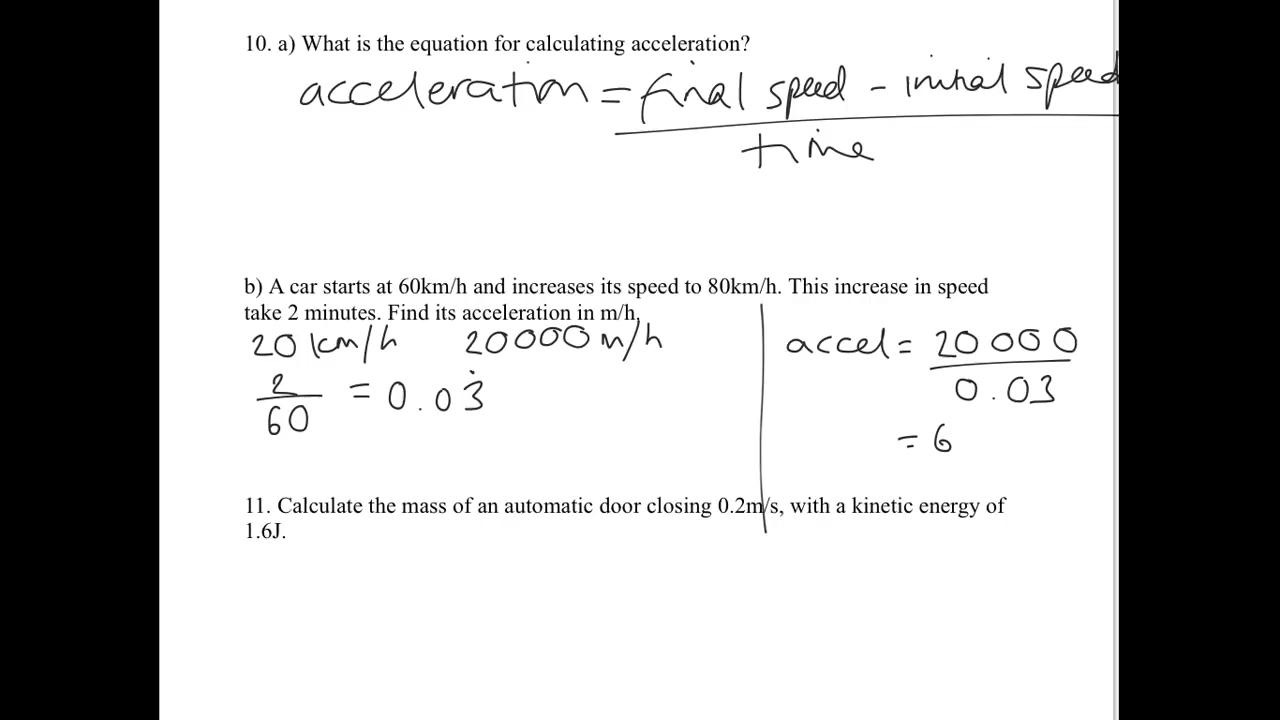 10. a) What is the equation for calculating acceleration?
acceleration = final speed - initial speed
time
b) A car starts at 60km/h and increases its speed to 80km/h. This increase in speed
take 2 minutes. Find its acceleration in m/h.
20 km/h 20000 m/h
2
60
= 0.03̇
accel = 20 000
0.03
= 6
11. Calculate the mass of an automatic door closing 0.2m/s, with a kinetic energy of
1.6J.